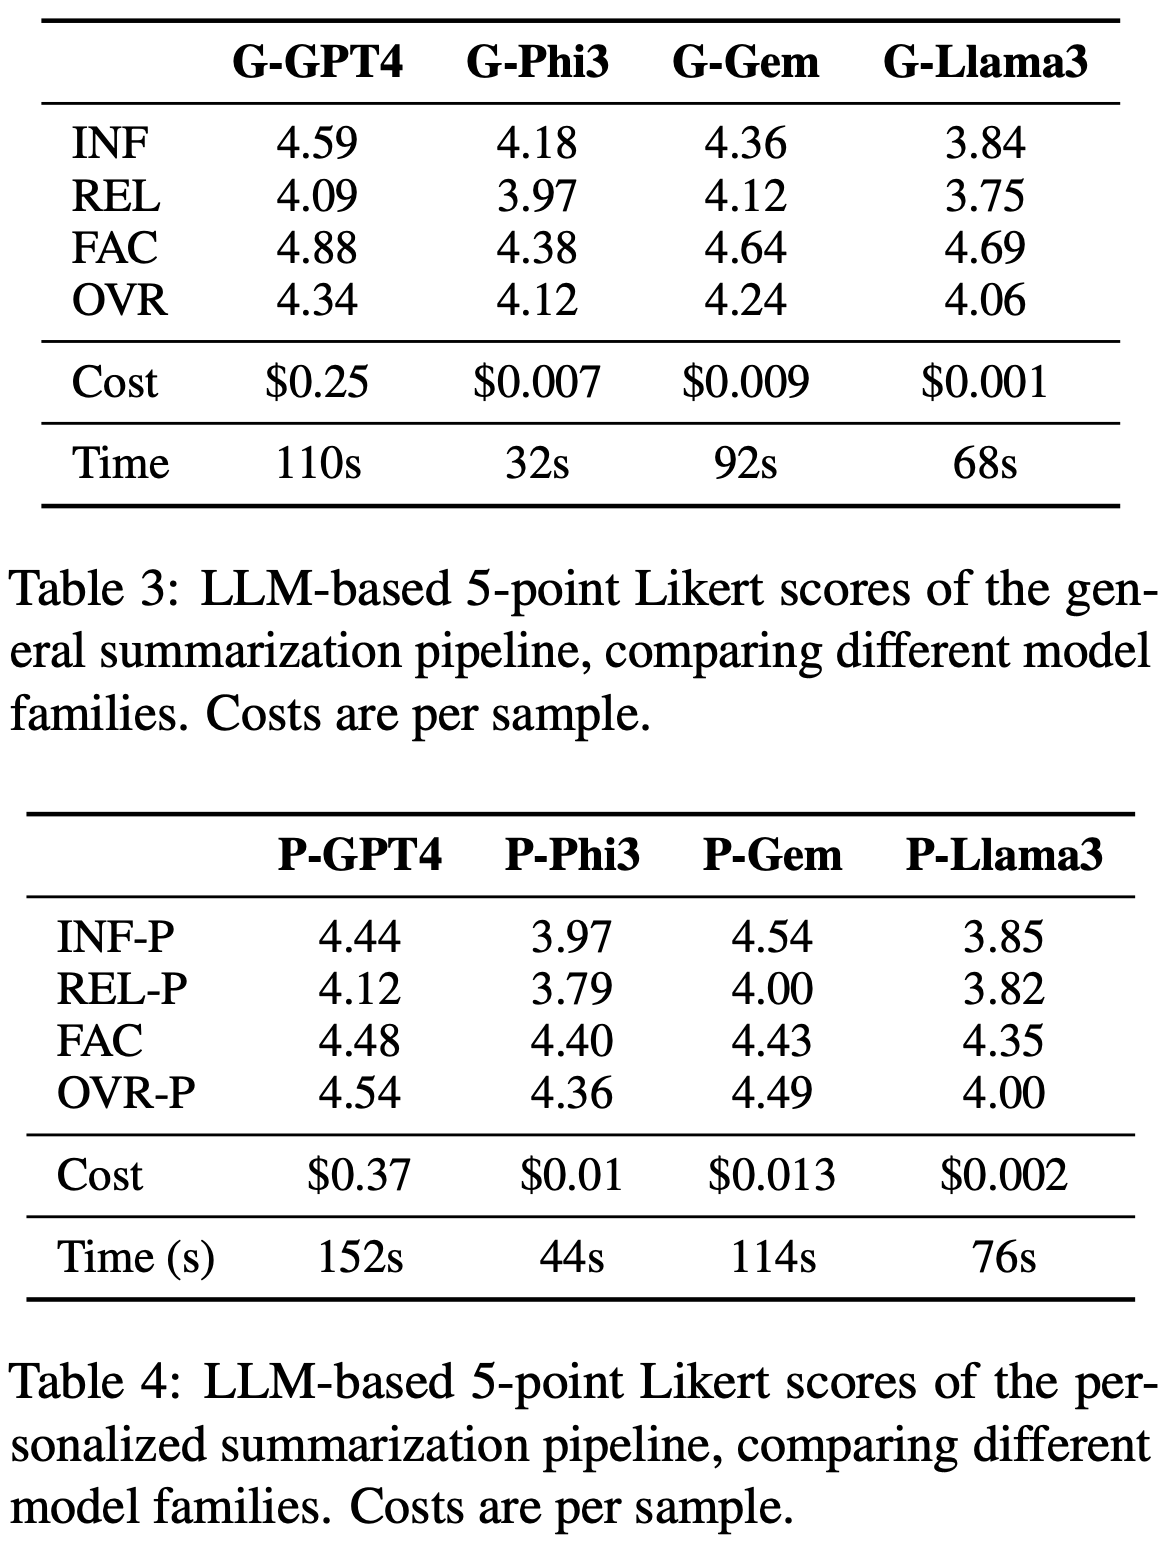 G-GPT4 G-Phi3 G-Gem G-Llama3
INF 4.59 4.18 4.36 3.84
REL 4.09 3.97 4.12 3.75
FAC 4.88 4.38 4.64 4.69
OVR 4.34 4.12 4.24 4.06
Cost $0.25 $0.007 $0.009 $0.001
Time 110s 32s 92s 68s
Table 3: LLM-based 5-point Likert scores of the gen-
eral summarization pipeline, comparing different model
families. Costs are per sample.
P-GPT4 P-Phi3 P-Gem P-Llama3
INF-P 4.44 3.97 4.54 3.85
REL-P 4.12 3.79 4.00 3.82
FAC 4.48 4.40 4.43 4.35
OVR-P 4.54 4.36 4.49 4.00
Cost $0.37 $0.01 $0.013 $0.002
Time (s) 152s 44s 114s 76s
Table 4: LLM-based 5-point Likert scores of the per-
sonalized summarization pipeline, comparing different
model families. Costs are per sample.